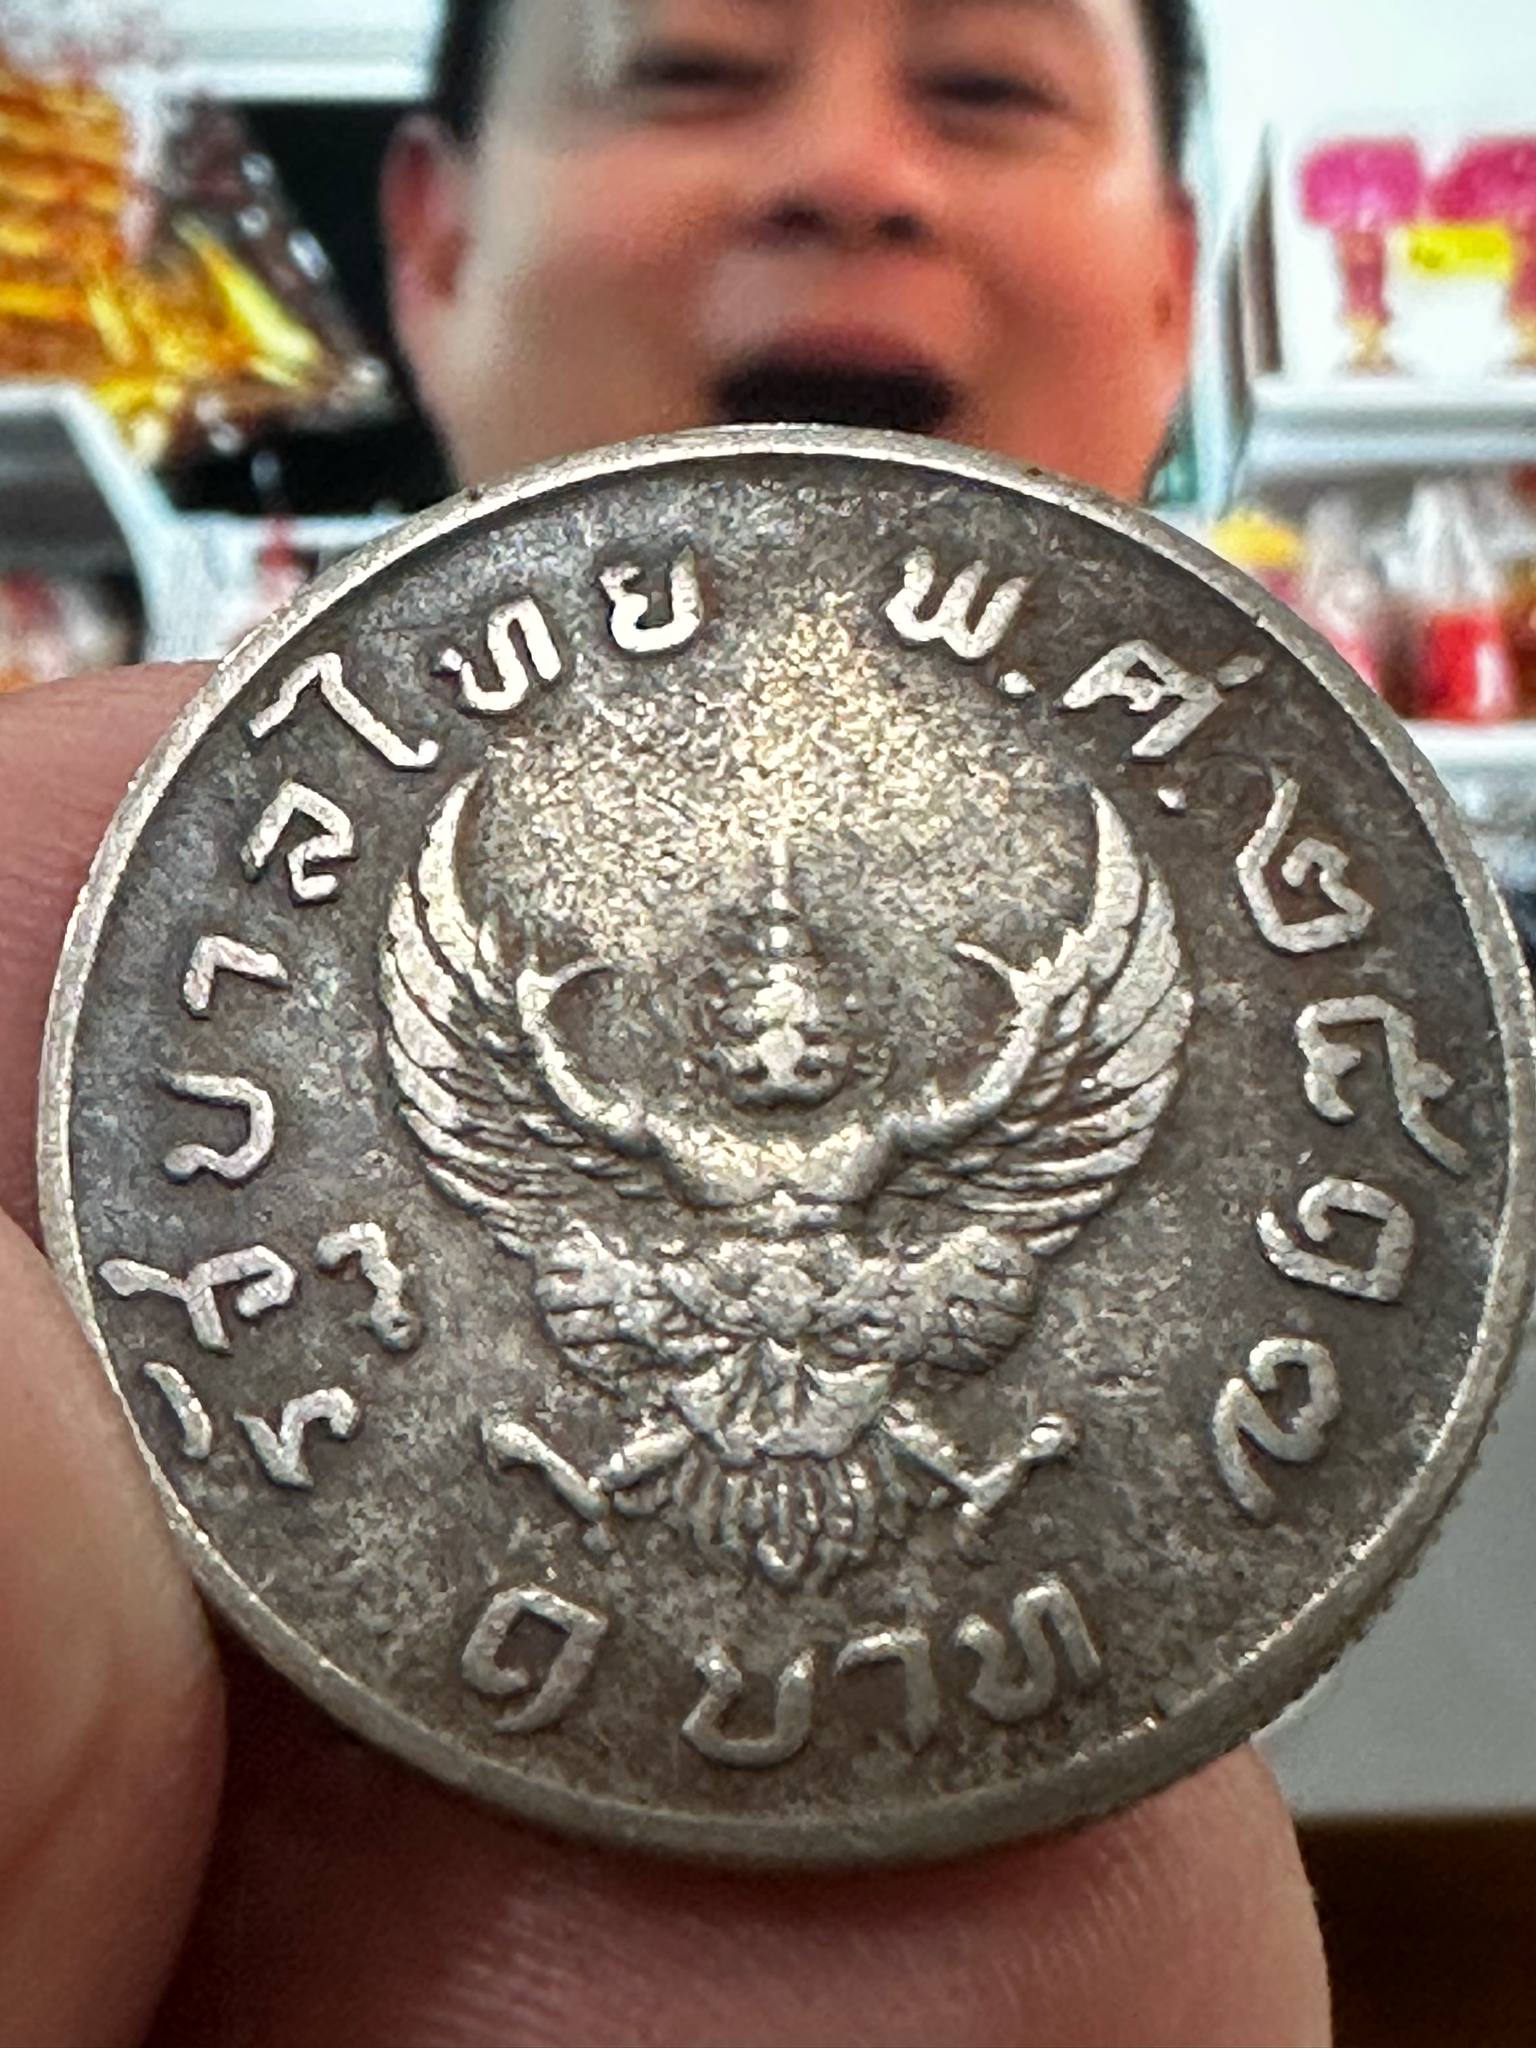 รัฐบาลไทย พ.ศ. ๒๕๑๗
๑ บาท